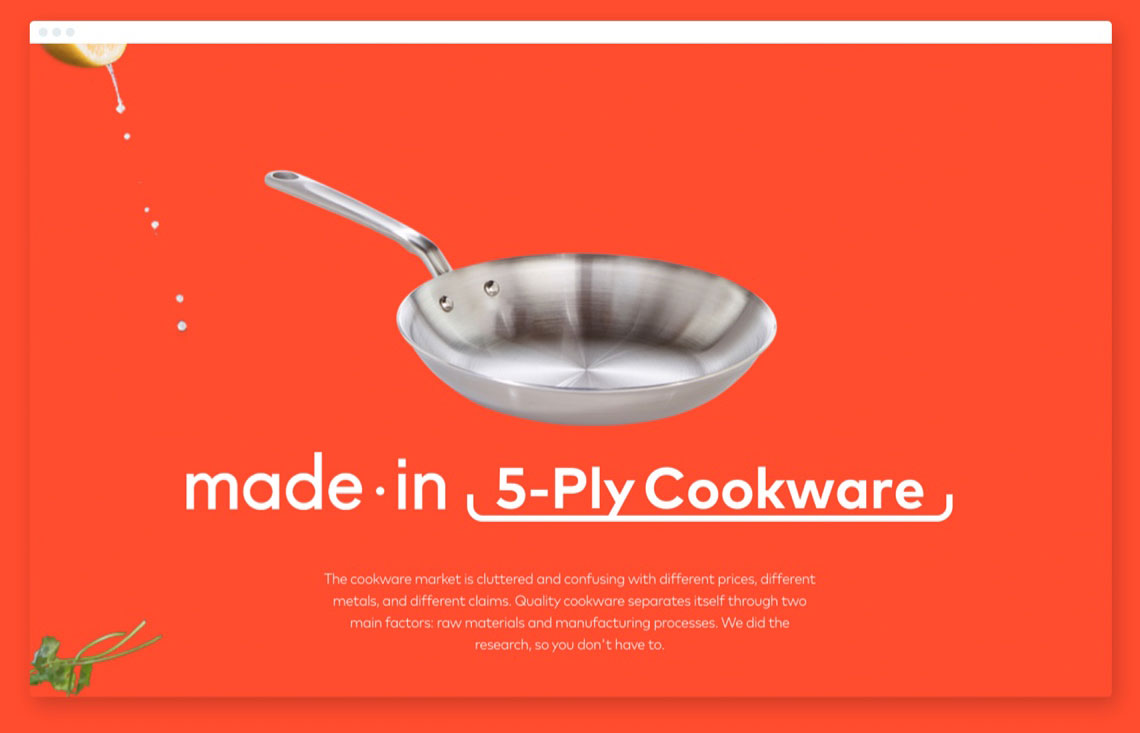 made·in 5-Ply Cookware
The cookware market is cluttered and confusing with different prices, different
metals, and different claims. Quality cookware separates itself through two
main factors: raw materials and manufacturing processes. We did the
research, so you don't have to.